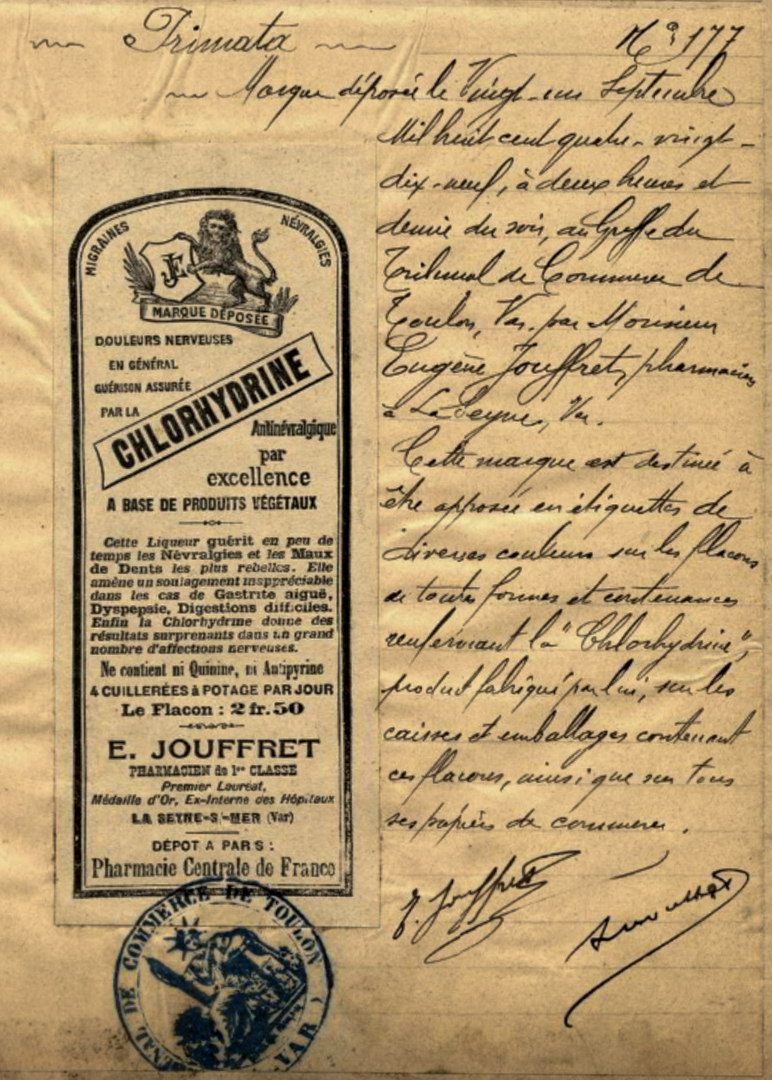 Trimata N° 177
Marque déposée le Vingt-un Septembre
Mil huit cent quatre-vingt-
dix-neuf, à deux heures et
demie du soir, au Greffe du
Tribunal de Commerce de
Toulon, Var, par Monsieur
Eugène Jouffret, pharmacien
à La Seyne, Var.
Cette marque est destinée à
être apposée en étiquettes de
diverses couleurs sur les flacons
de toutes formes et contenances
renfermant la "Chlorhydrine",
produit fabriqué par lui, sur les
caisses et emballages contenant
ces flacons, ainsi que sur tous
ses papiers de commerce.
E. Jouffret
MIGRAINES
NÉVRALGIES
JE
MARQUE DÉPOSÉE
DOULEURS NERVEUSES
EN GÉNÉRAL
GUÉRISON ASSURÉE
PAR LA
CHLORHYDRINE
Antinévralgique
par
excellence
A BASE DE PRODUITS VÉGÉTAUX
Cette Liqueur guérit en peu de
temps les Névralgies et les Maux
de Dents les plus rebelles. Elle
amène un soulagement inappréciable
dans les cas de Gastrite aiguë,
Dyspepsie, Digestions difficiles.
Enfin la Chlorhydrine donne des
résultats surprenants dans un grand
nombre d'affections nerveuses.
Ne contient ni Quinine, ni Antipyrine
4 CUILLERÉES à POTAGE PAR JOUR
Le Flacon : 2 fr. 50
E. JOUFFRET
PHARMACIEN de 1re CLASSE
Premier Lauréat,
Médaille d'Or, Ex-Interne des Hôpitaux
LA SEYNE-S/-MER (Var)
DÉPOT A PARIS :
Pharmacie Centrale de France
NAL DE COMMERCE DE TOULON
(VAR)